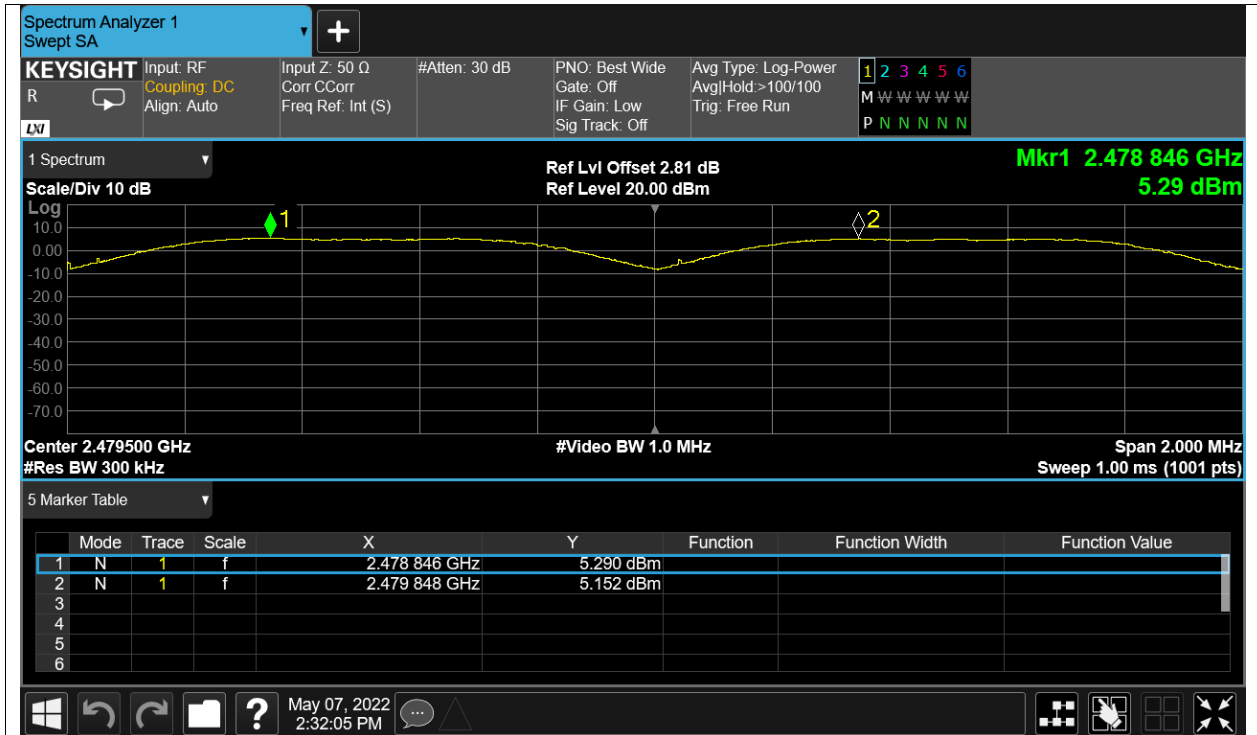 Spectrum Analyzer 1
Swept SA
+
KEYSIGHT Input: RF Input Z: 50 Ω #Atten: 30 dB PNO: Best Wide Avg Type: Log-Power 1 2 3 4 5 6
R Coupling: DC Corr CCorr Gate: Off Avg|Hold:>100/100 M W W W W W
Align: Auto Freq Ref: Int (S) IF Gain: Low Trig: Free Run P N N N N N
LXI Sig Track: Off
1 Spectrum Ref Lvl Offset 2.81 dB Mkr1 2.478 846 GHz
Scale/Div 10 dB Ref Level 20.00 dBm 5.29 dBm
Log
1 2
10.0
0.00
-10.0
-20.0
-30.0
-40.0
-50.0
-60.0
-70.0
Center 2.479500 GHz #Video BW 1.0 MHz Span 2.000 MHz
#Res BW 300 kHz Sweep 1.00 ms (1001 pts)
5 Marker Table
Mode Trace Scale X Y Function Function Width Function Value
1 N 1 f 2.478 846 GHz 5.290 dBm
2 N 1 f 2.479 848 GHz 5.152 dBm
3
4
5
6
? May 07, 2022
2:32:05 PM